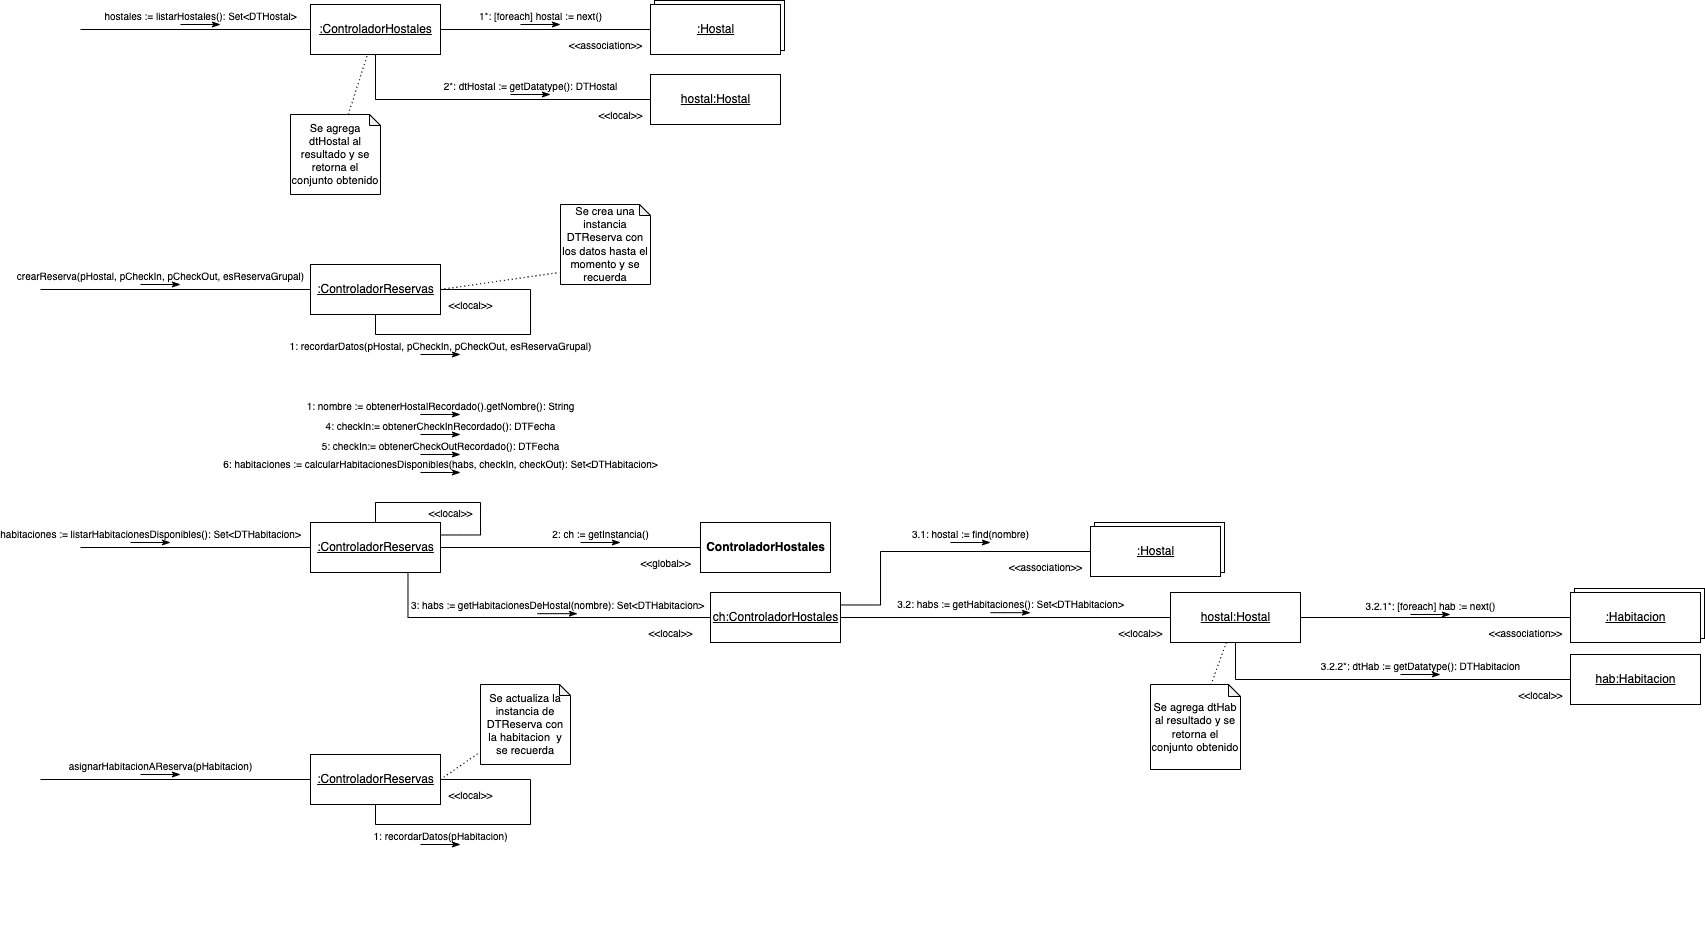 hostales := listarHostales(): Set<DTHostal>
:ControladorHostales
1*: [foreach] hostal := next()
<<association>>
:Hostal
2*: dtHostal := getDatatype(): DTHostal
<<local>>
hostal:Hostal
Se agrega
dtHostal al
resultado y se
retorna el
conjunto obtenido
Se crea una
instancia
DTReserva con
los datos hasta el
momento y se
recuerda
crearReserva(pHostal, pCheckIn, pCheckOut, esReservaGrupal)
:ControladorReservas
<<local>>
1: recordarDatos(pHostal, pCheckIn, pCheckOut, esReservaGrupal)
1: nombre := obtenerHostalRecordado().getNombre(): String
4: checkIn:= obtenerCheckInRecordado(): DTFecha
5: checkIn:= obtenerCheckOutRecordado(): DTFecha
6: habitaciones := calcularHabitacionesDisponibles(habs, checkIn, checkOut): Set<DTHabitacion>
<<local>>
habitaciones := listarHabitacionesDisponibles(): Set<DTHabitacion>
:ControladorReservas
2: ch := getInstancia()
<<global>>
ControladorHostales
3.1: hostal := find(nombre)
<<association>>
:Hostal
3: habs := getHabitacionesDeHostal(nombre): Set<DTHabitacion>
<<local>>
ch:ControladorHostales
3.2: habs := getHabitaciones(): Set<DTHabitacion>
<<local>>
hostal:Hostal
3.2.1*: [foreach] hab := next()
<<association>>
:Habitacion
3.2.2*: dtHab := getDatatype(): DTHabitacion
<<local>>
hab:Habitacion
Se agrega dtHab
al resultado y se
retorna el
conjunto obtenido
Se actualiza la
instancia de
DTReserva con
la habitacion y
se recuerda
asignarHabitacionAReserva(pHabitacion)
:ControladorReservas
<<local>>
1: recordarDatos(pHabitacion)